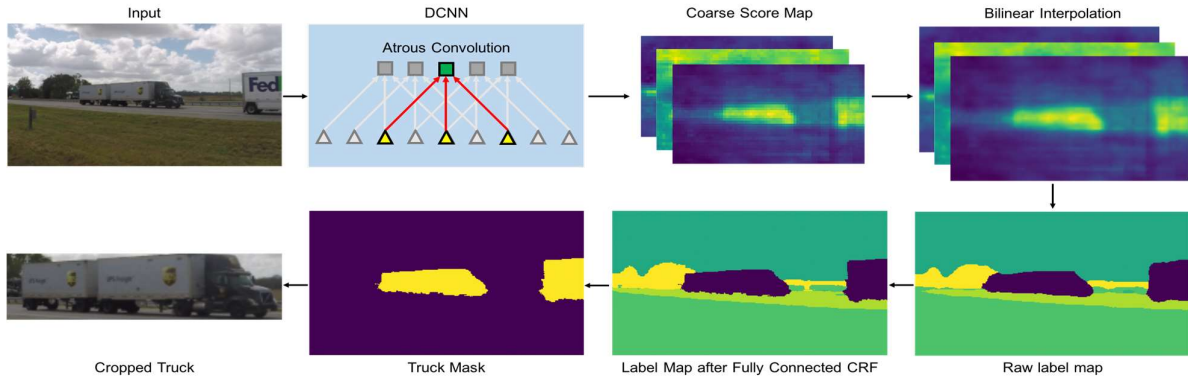 Input
DCNN
Coarse Score Map
Bilinear Interpolation
Atrous Convolution
Fed
Cropped Truck
Truck Mask
Label Map after Fully Connected CRF
Raw label map